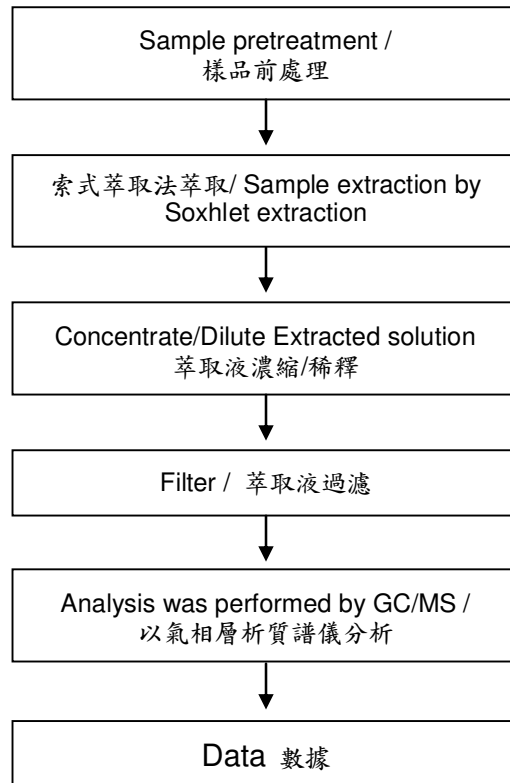 Sample pretreatment /
樣品前處理
索式萃取法萃取/ Sample extraction by
Soxhlet extraction
Concentrate/Dilute Extracted solution
萃取液濃縮/稀釋
Filter / 萃取液過濾
Analysis was performed by GC/MS /
以氣相層析質譜儀分析
Data 數據